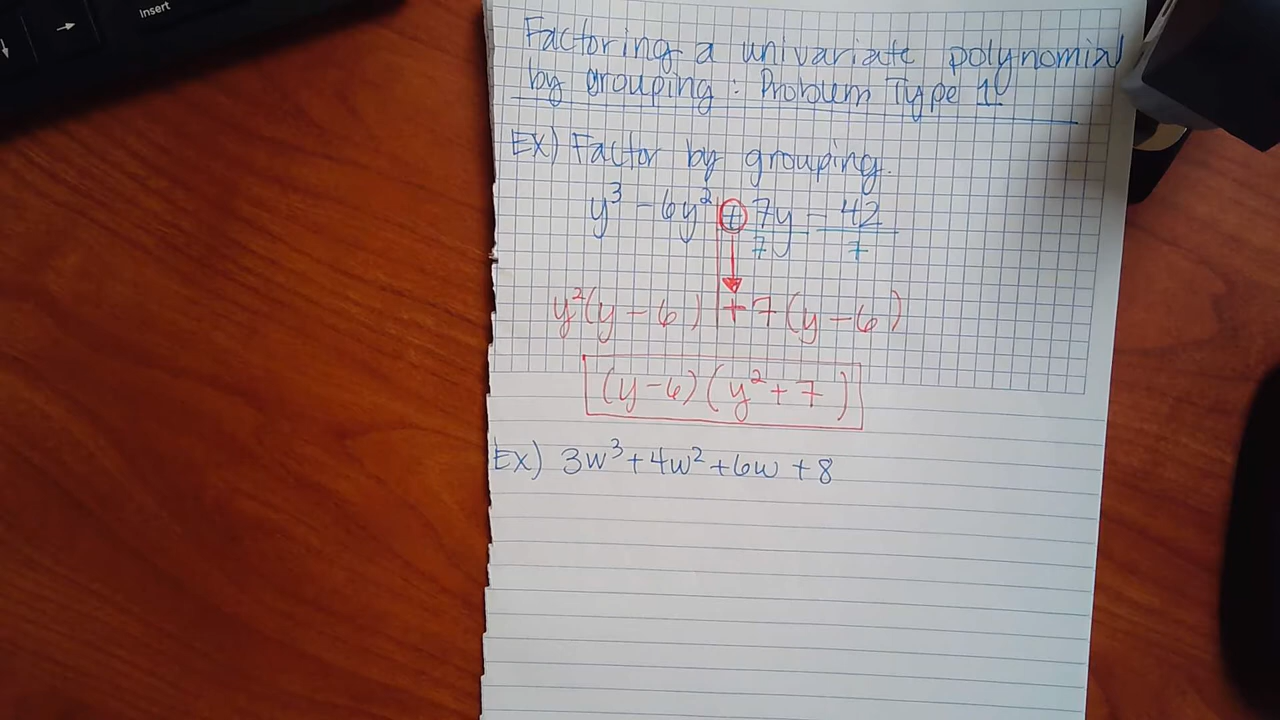 Insert
Factoring a univariate polynomial
by grouping: Problem Type 1.
EX) Factor by grouping.
y³ - 6y² + 7y - 42
7y 7
y²(y - 6) + 7(y - 6)
(y - 6)(y² + 7)
EX) 3w³ + 4w² + 6w + 8